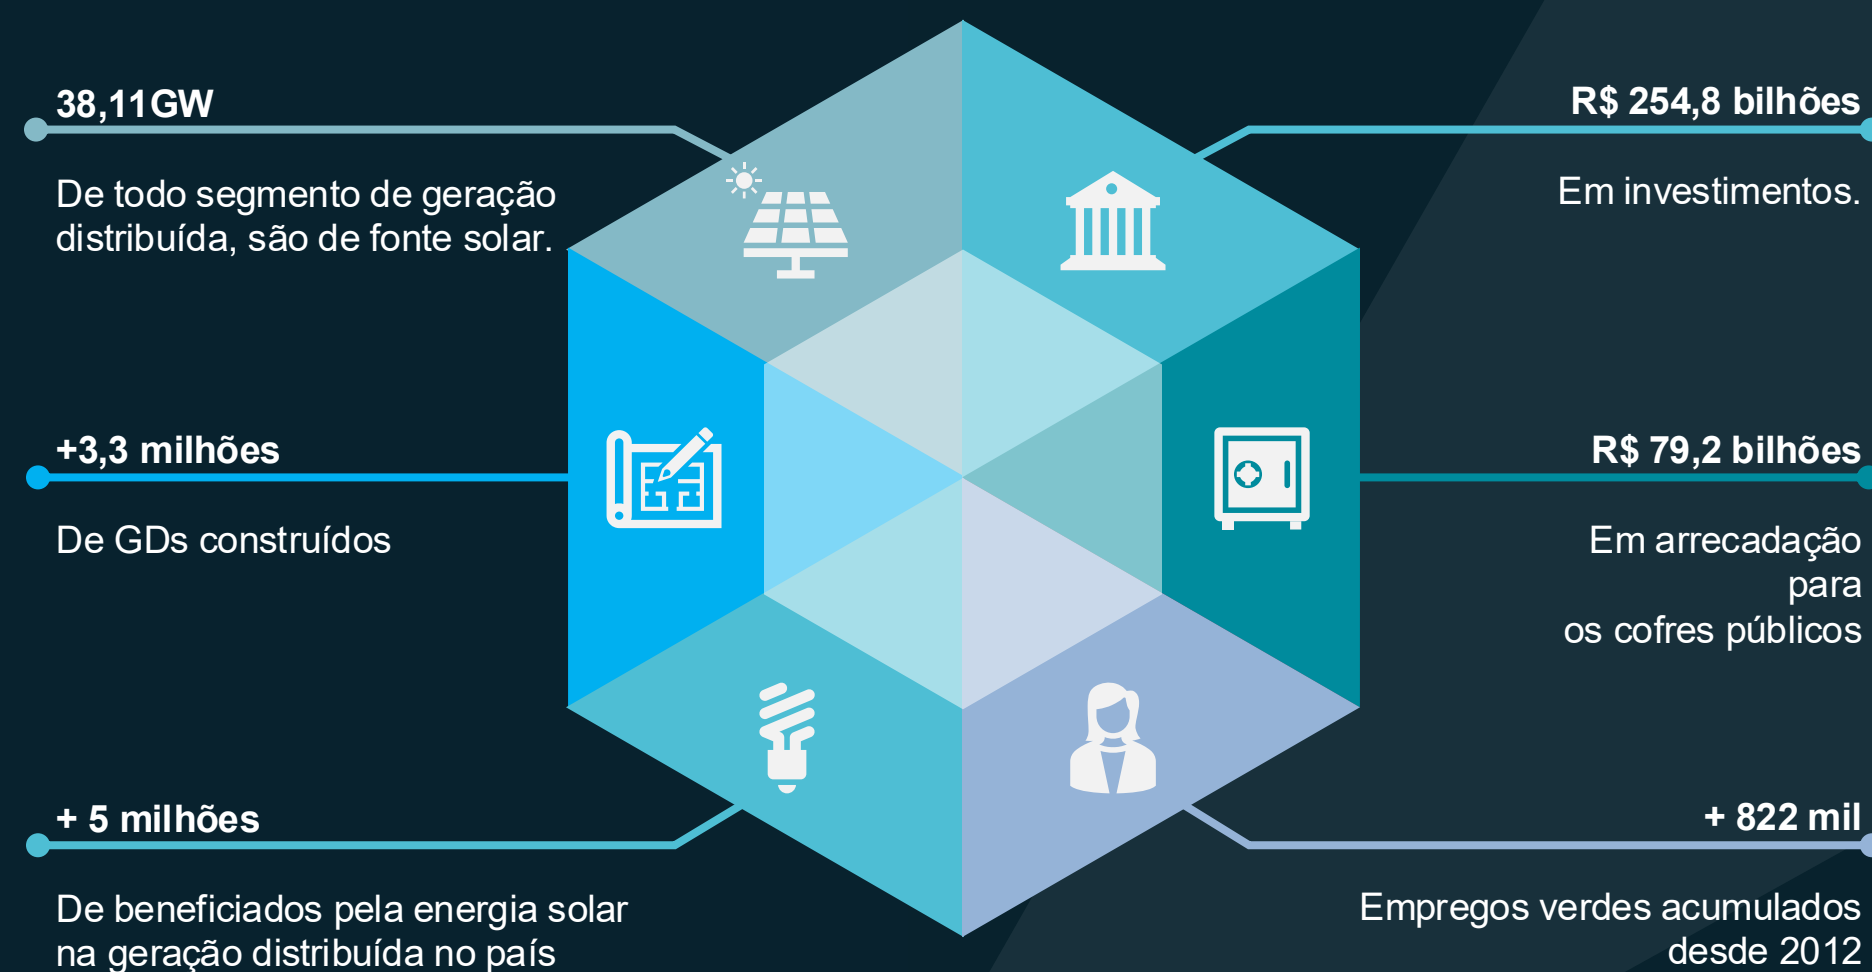 38,11GW
De todo segmento de geração
distribuída, são de fonte solar.
+3,3 milhões
De GDs construídos
+ 5 milhões
De beneficiados pela energia solar
na geração distribuída no país
R$ 254,8 bilhões
Em investimentos.
R$ 79,2 bilhões
Em arrecadação
para
os cofres públicos
+ 822 mil
Empregos verdes acumulados
desde 2012